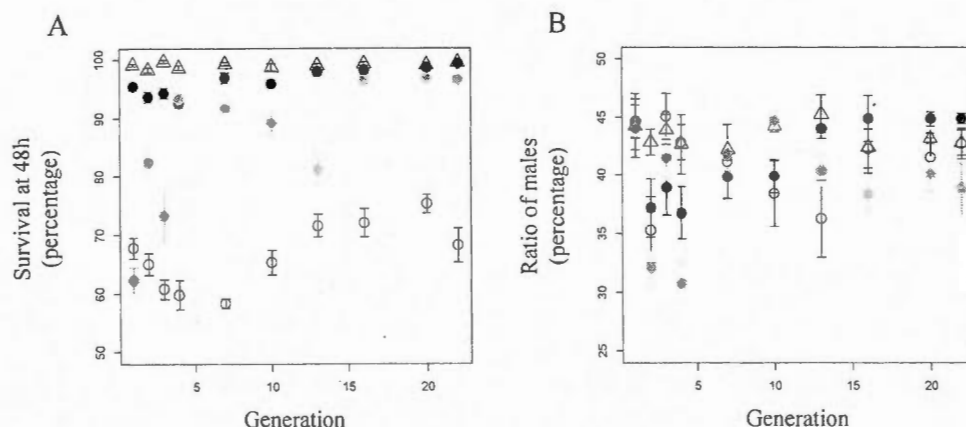 A
B
Survival at 48h
(percentage)
100
90
80
70
60
50
5
10
15
20
Generation
Ratio of males
(percentage)
50
45
40
35
30
25
5
10
15
20
Generation